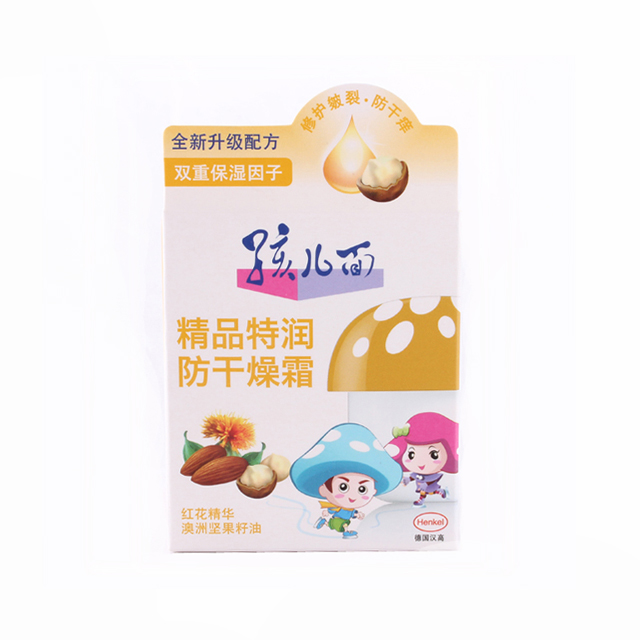 修护皴裂·防干痒
全新升级配方
双重保湿因子
孩儿面
精品特润
防干燥霜
红花精华
澳洲坚果籽油
Henkel
德国汉高